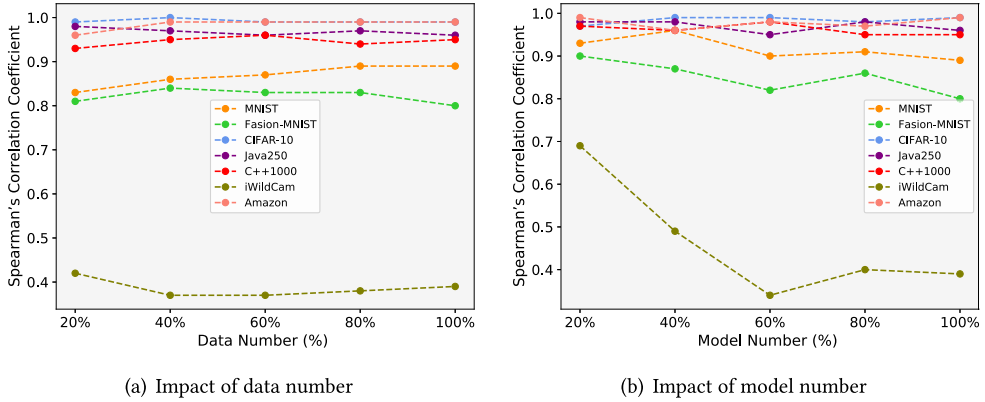 1.0
0.9
0.8
0.7
0.6
0.5
0.4
Spearman's Correlation Coefficient
MNIST
Fasion-MNIST
CIFAR-10
Java250
C++1000
iWildCam
Amazon
20%
40%
60%
80%
100%
Data Number (%)
(a) Impact of data number
1.0
0.9
0.8
0.7
0.6
0.5
0.4
Spearman's Correlation Coefficient
MNIST
Fasion-MNIST
CIFAR-10
Java250
C++1000
iWildCam
Amazon
20%
40%
60%
80%
100%
Model Number (%)
(b) Impact of model number